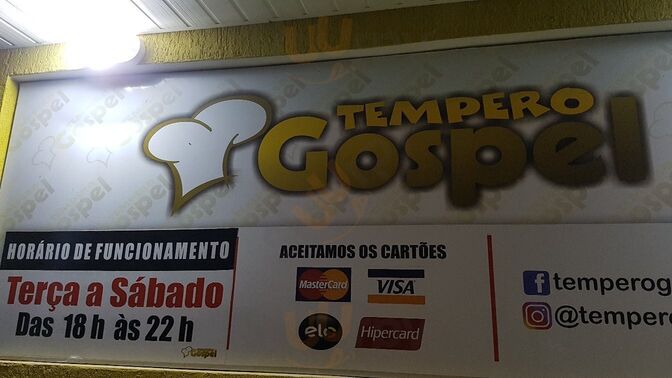 TEMPERO
Gospel
HORÁRIO DE FUNCIONAMENTO
Terça a Sábado
Das 18 h às 22 h
Gospel
ACEITAMOS OS CARTÕES
MasterCard
VISA
elo
Hipercard
temperog
@tempero